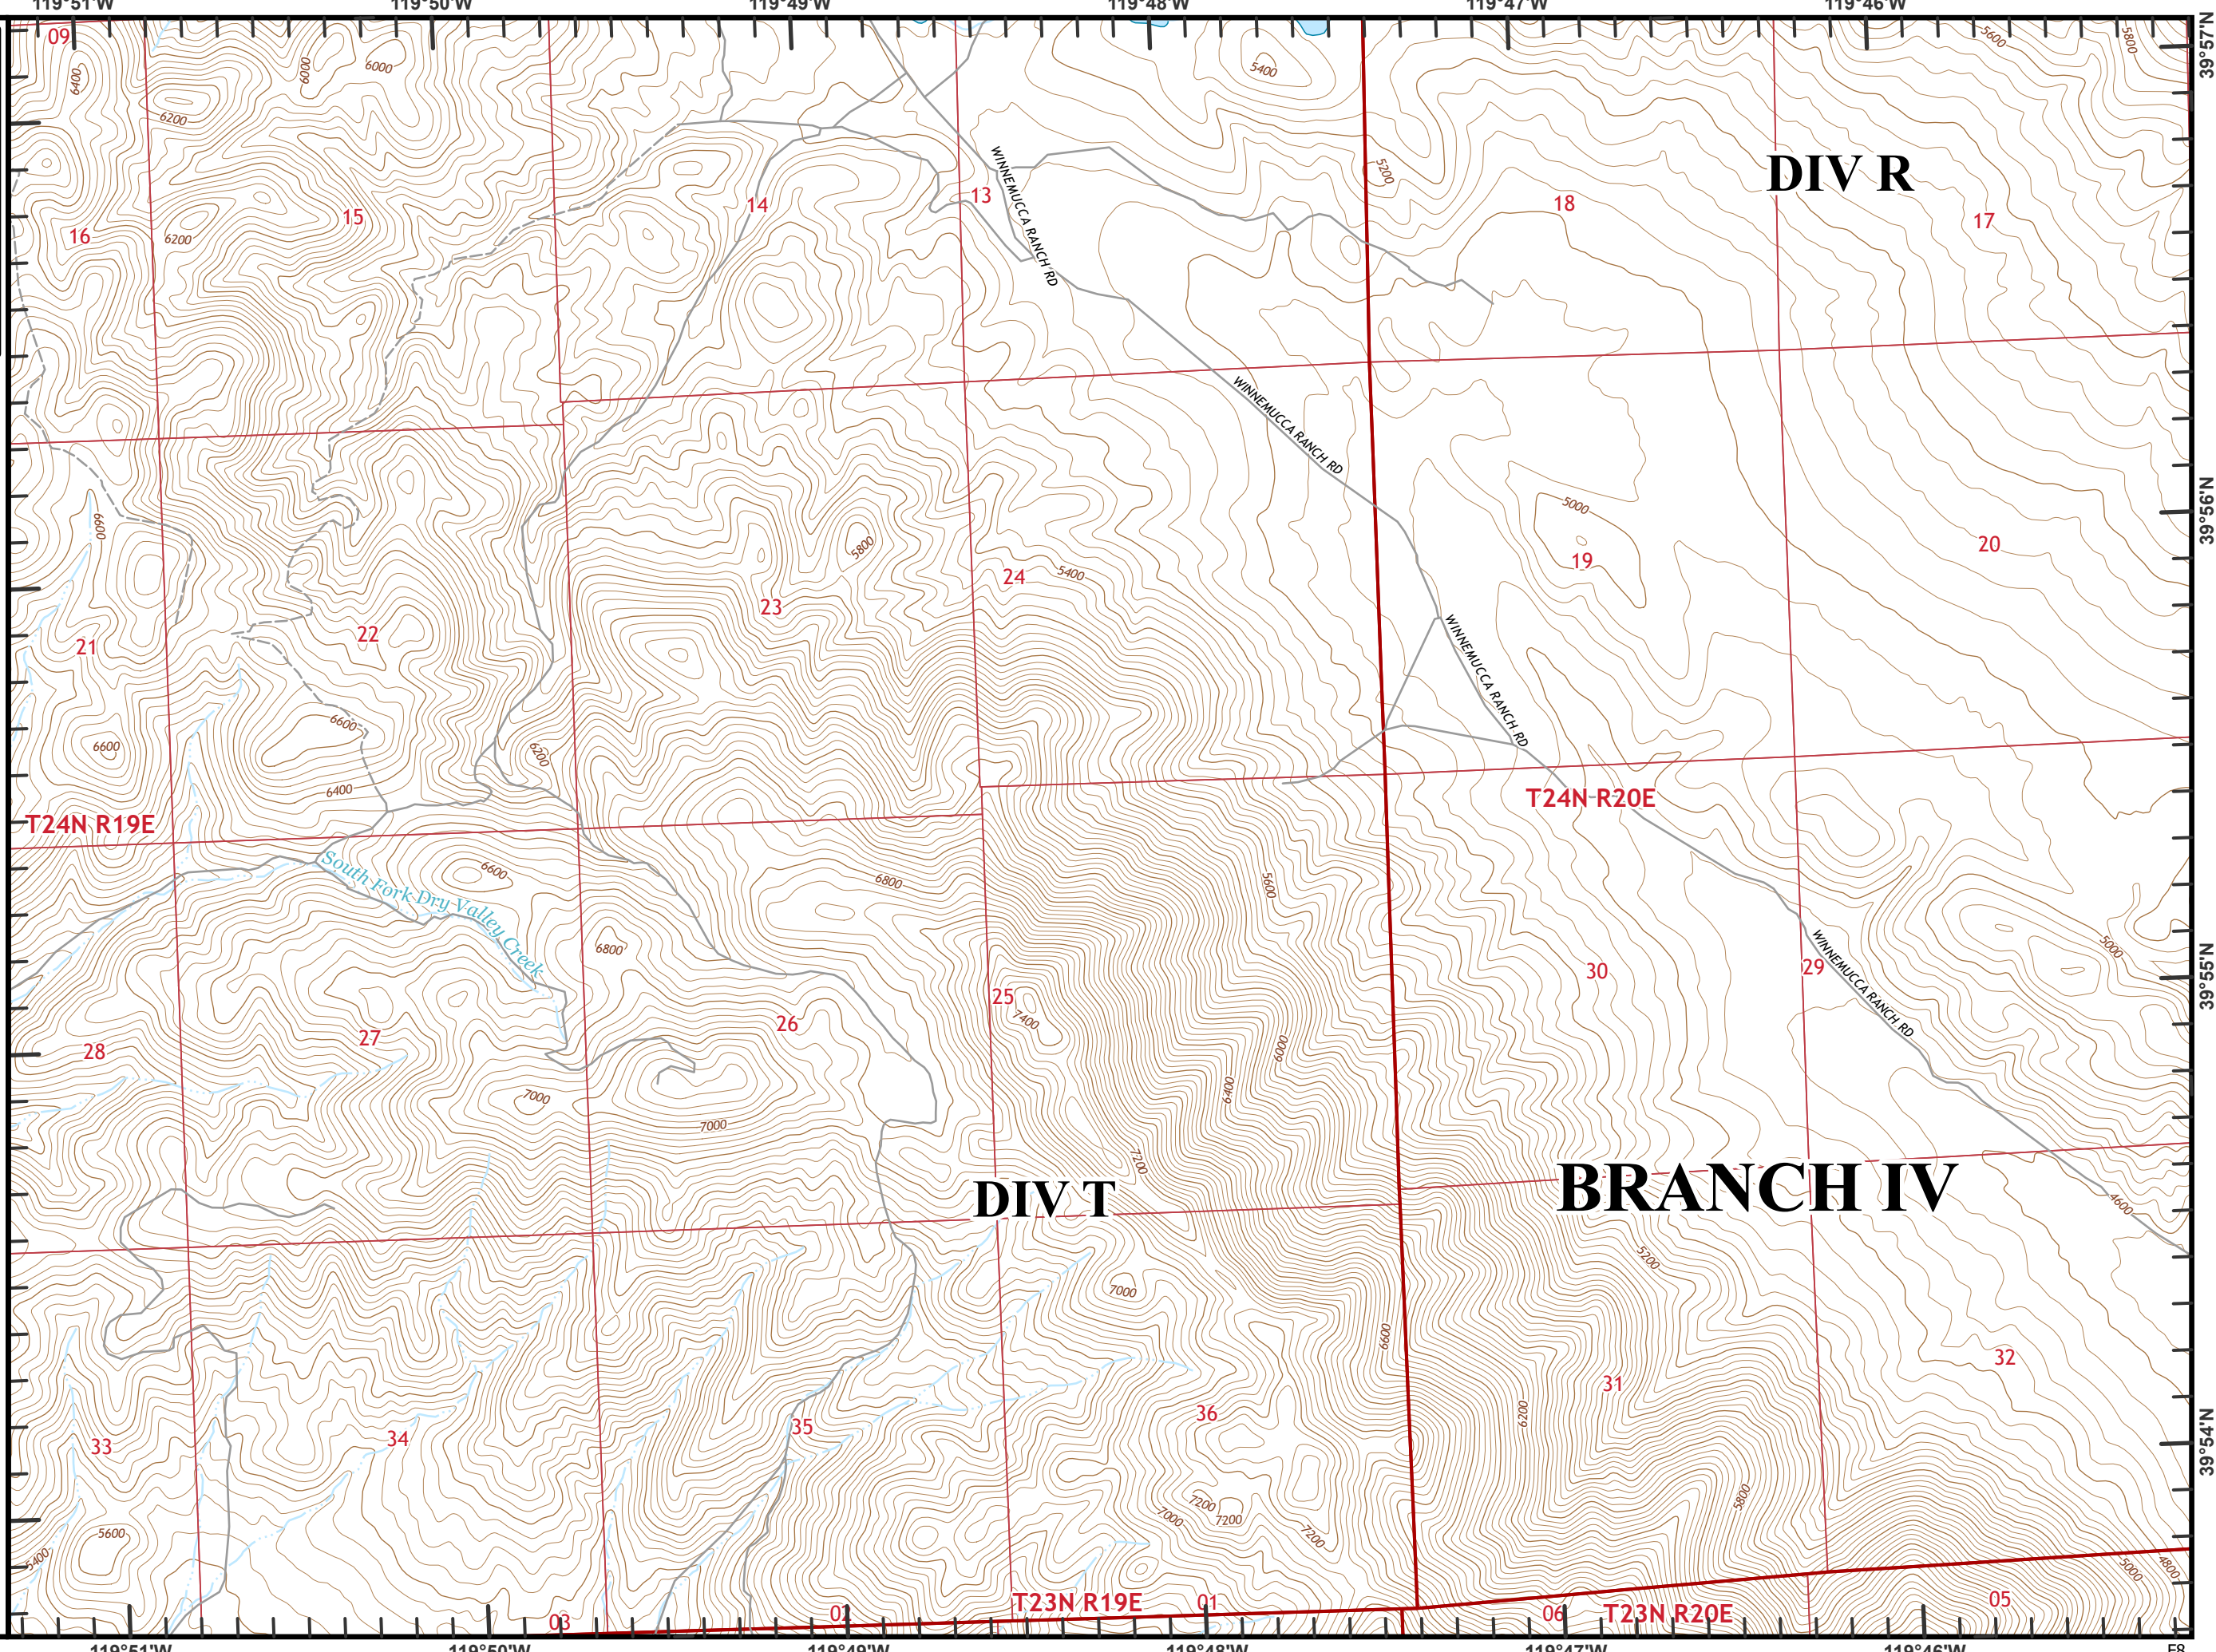 119°51'W 119°50'W 119°49'W 119°48'W 119°47'W 119°46'W
09 6400 6000 6000 5400 5600 5800 39°57'N
6200
WINNEMUCCA RANCH RD
5200
DIV R
16 6200 15 14 13 18 17
WINNEMUCCA RANCH RD
6600 5800 5000 39°56'N
20
24 5400 19
23
21 22
WINNEMUCCA RANCH RD
6600 6600 6200
6400
T24N R19E T24N R20E
South Fork Dry Valley Creek
6600 6800 5600
6800 5000
WINNEMUCCA RANCH RD
30 29 39°55'N
25 7400
28 27 26 6000
7000 7000 6400
7200
DIV T BRANCH IV
4600
5200
7000
6600
31 32
33 34 35 36 6200
39°54'N
5800
7200 7200 7000 7200
5600 5400 5000 4800
T23N R19E 01 T23N R20E
03 02 06 05
119°51'W 119°50'W 119°49'W 119°48'W 119°47'W 119°46'W